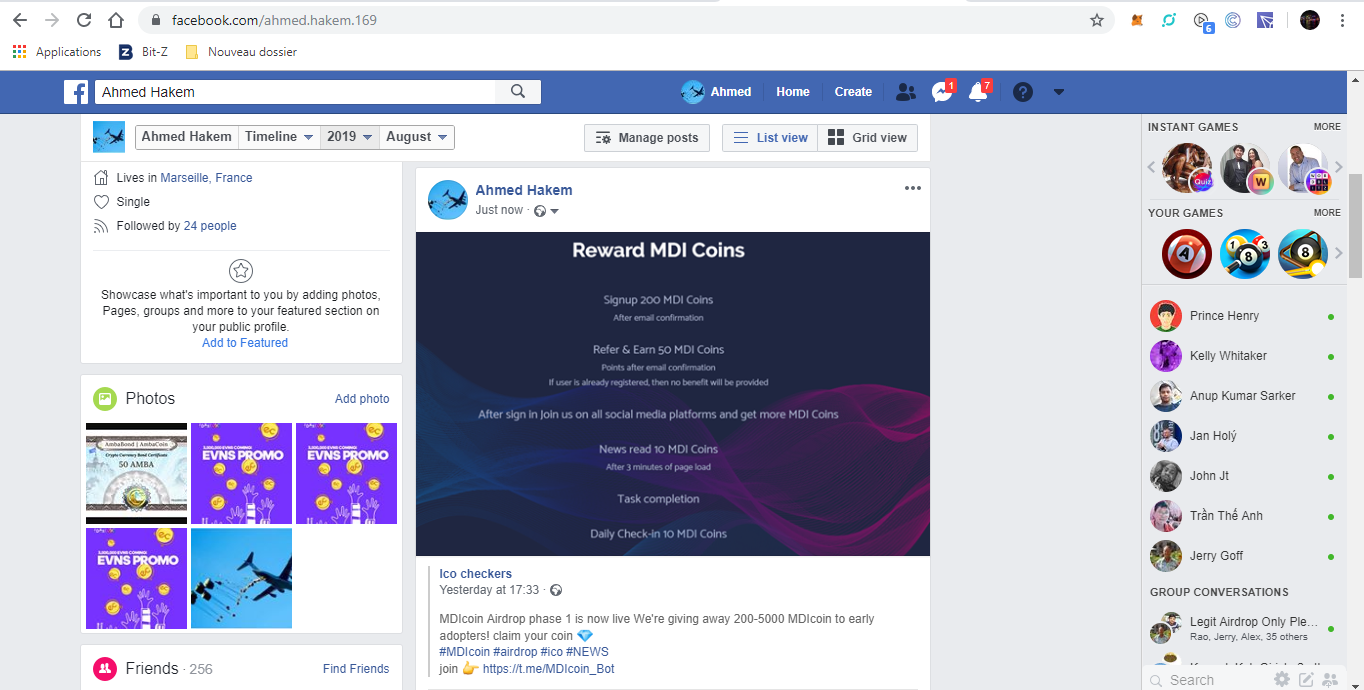 facebook.com/ahmed.hakem.169
6
Applications
Bit-Z
Nouveau dossier
Ahmed Hakem
Ahmed
Home
Create
1
7
Ahmed Hakem
Timeline
2019
August
Manage posts
List view
Grid view
Lives in Marseille, France
Single
Followed by 24 people
Showcase what's important to you by adding photos,
Pages, groups and more to your featured section on
your public profile.
Add to Featured
Photos
Add photo
AmbaBond | AmbaCoin
Crypto Currency Bond Certificate
50 AMBA
EVNS PROMO
EVNS PROMO
EVNS PROMO
Friends · 256
Find Friends
Ahmed Hakem
Just now ·
Reward MDI Coins
Signup 200 MDI Coins
After email confirmation
Refer & Earn 50 MDI Coins
Points after email confirmation
If user is already registered, then no benefit will be provided
After sign in Join us on all social media platforms and get more MDI Coins
News read 10 MDI Coins
After 3 minutes of page load
Task completion
Daily Check-in 10 MDI Coins
Ico checkers
Yesterday at 17:33 ·
MDIcoin Airdrop phase 1 is now live We're giving away 200-5000 MDIcoin to early
adopters! claim your coin 💎
#MDIcoin #airdrop #ico #NEWS
join 👉 https://t.me/MDIcoin_Bot
INSTANT GAMES
MORE
Quiz
W
YOUR GAMES
MORE
A
1 8 3
8
Prince Henry
Kelly Whitaker
Anup Kumar Sarker
Jan Holý
John Jt
Trần Thế Anh
Jerry Goff
GROUP CONVERSATIONS
Legit Airdrop Only Ple...
Rao, Jerry, Alex, 35 others
Search